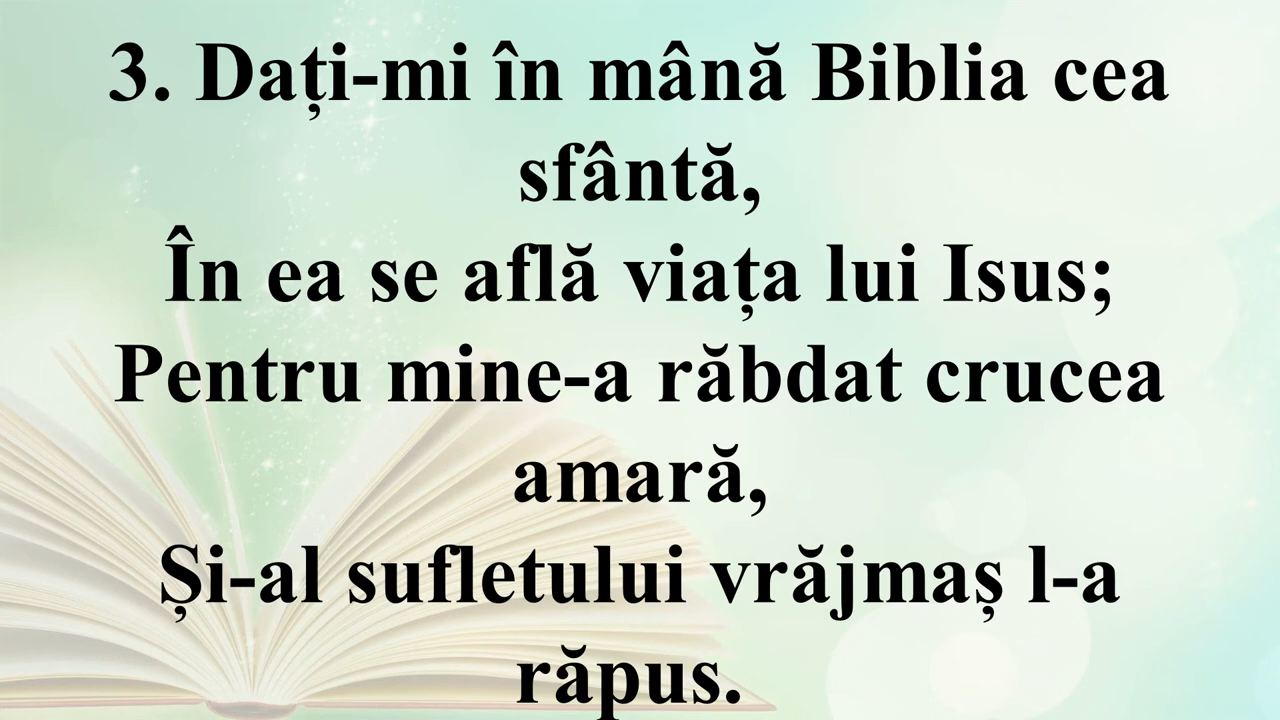 3. Dați-mi în mână Biblia cea
sfântă,
În ea se află viața lui Isus;
Pentru mine-a răbdat crucea
amară,
Și-al sufletului vrăjmaș l-a
răpus.